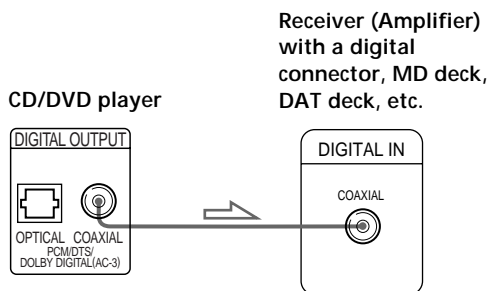 Receiver (Amplifier)
with a digital
connector, MD deck,
DAT deck, etc.
CD/DVD player
DIGITAL OUTPUT
OPTICAL COAXIAL
PCM/DTS/
DOLBY DIGITAL(AC-3)
DIGITAL IN
COAXIAL